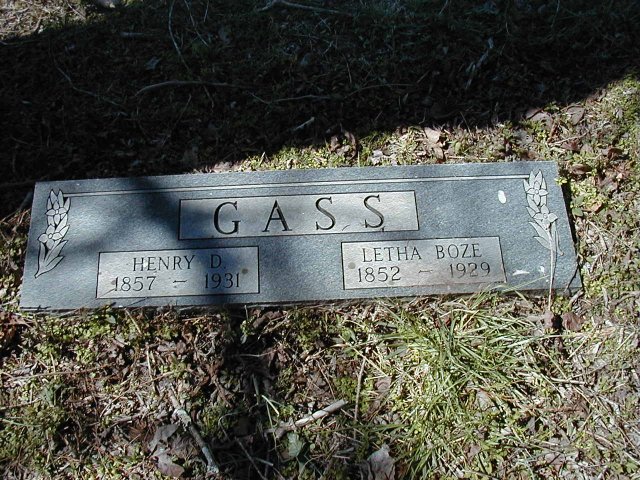 GASS
HENRY D.
1857 - 1931
LETHA BOZE
1852 - 1929